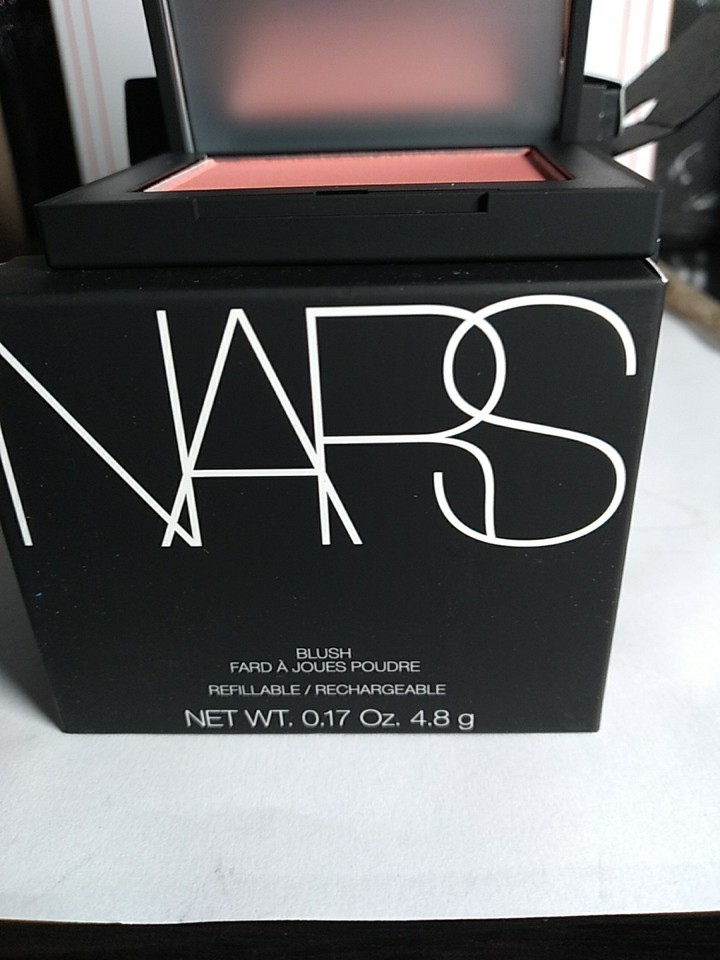 NARS
BLUSH
FARD À JOUES POUDRE
REFILLABLE / RECHARGEABLE
NET WT. 0.17 Oz. 4.8 g